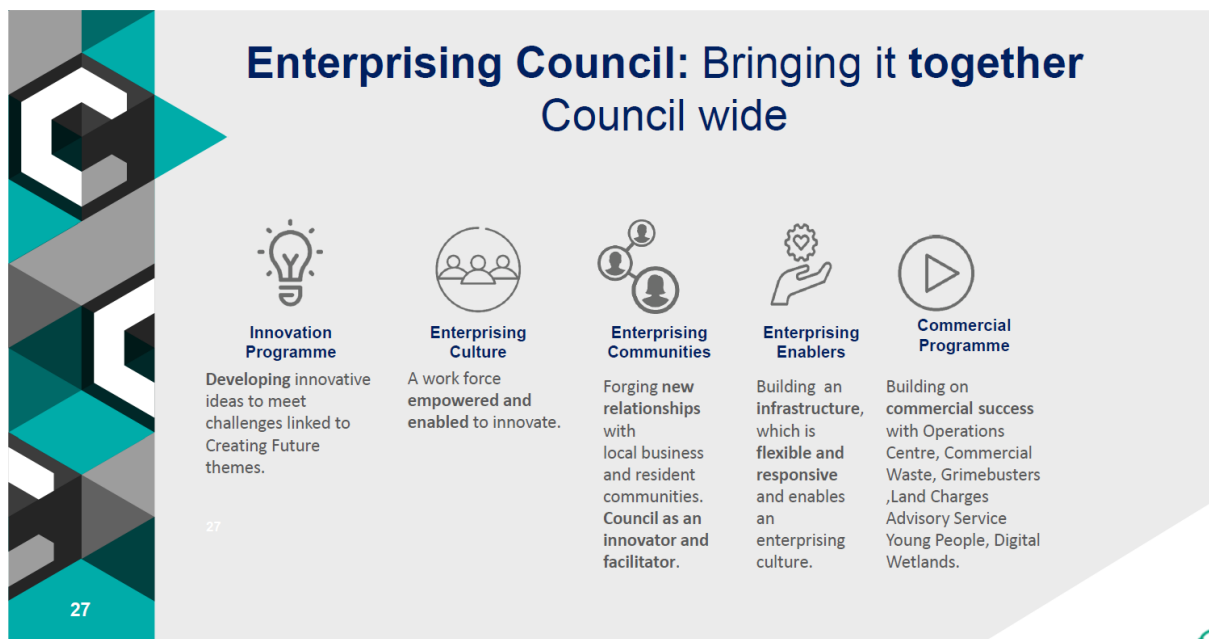 Enterprising Council: Bringing it together
Council wide
Innovation
Programme
Developing innovative
ideas to meet
challenges linked to
Creating Future
themes.
27
Enterprising
Culture
A work force
empowered and
enabled to innovate.
Enterprising
Communities
Forging new
relationships
with
local business
and resident
communities.
Council as an
innovator and
facilitator.
Enterprising
Enablers
Building an
infrastructure,
which is
flexible and
responsive
and enables
an
enterprising
culture.
Commercial
Programme
Building on
commercial success
with Operations
Centre, Commercial
Waste, Grimebusters
,Land Charges
Advisory Service
Young People, Digital
Wetlands.
27